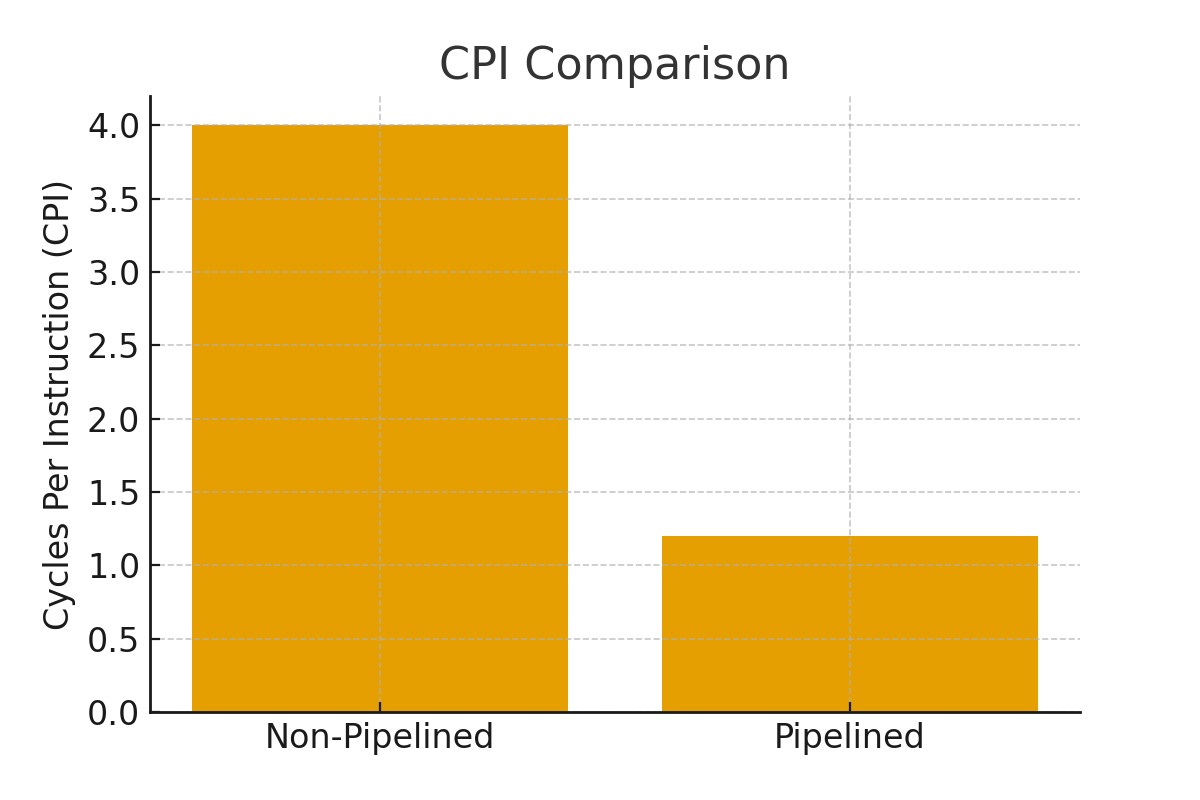 CPI Comparison
Cycles Per Instruction (CPI)
4.0
3.5
3.0
2.5
2.0
1.5
1.0
0.5
0.0
Non-Pipelined
Pipelined